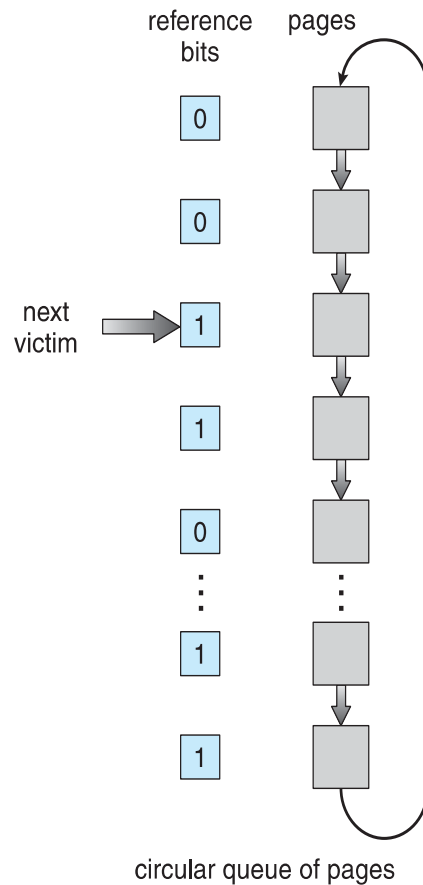 reference pages
bits
0
0
next
victim
1
1
0
1
1
circular queue of pages